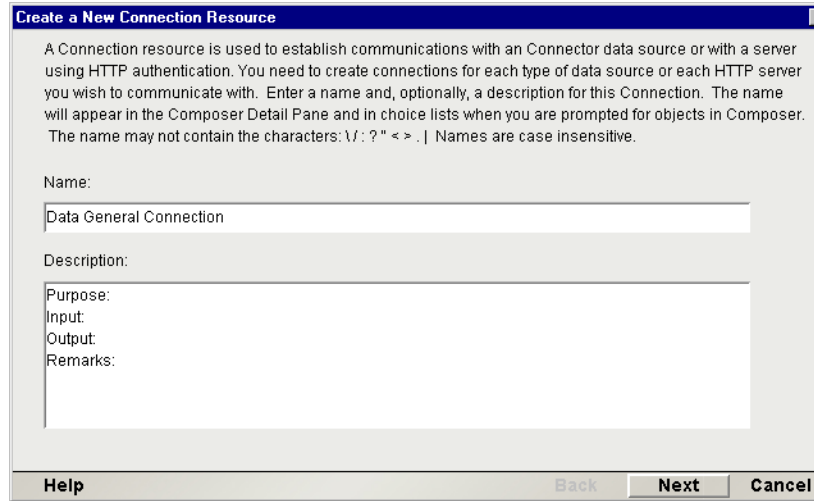 Create a New Connection Resource
A Connection resource is used to establish communications with an Connector data source or with a server
using HTTP authentication. You need to create connections for each type of data source or each HTTP server
you wish to communicate with.  Enter a name and, optionally, a description for this Connection.  The name
will appear in the Composer Detail Pane and in choice lists when you are prompted for objects in Composer.
The name may not contain the characters: \ / : ? " < > . |  Names are case insensitive.
Name:
Data General Connection
Description:
Purpose:
Input:
Output:
Remarks:
Help Back Next Cancel